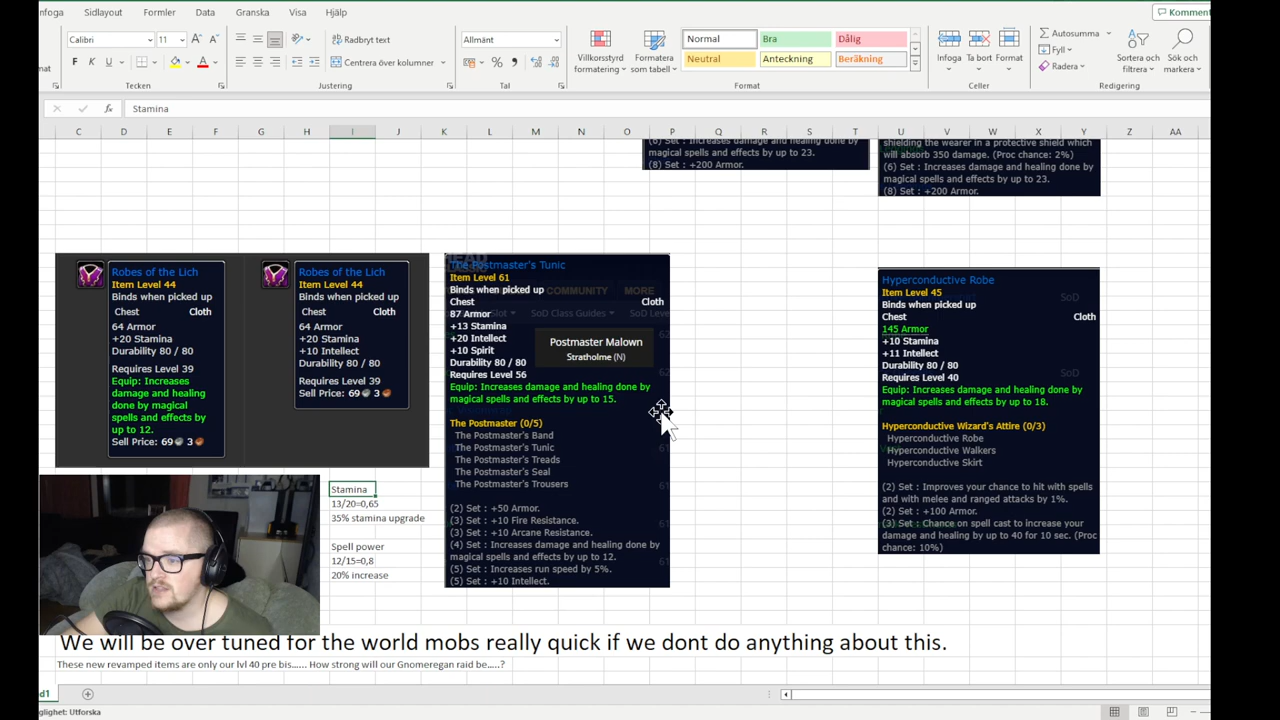 nfoga Sidlayout Formler Data Granska Visa Hjälp Komment
Calibri 11 A A Radbryt text Allmänt Normal Bra Dålig Autosumma
F K U Centrera över kolumner % Neutral Anteckning Beräkning Fyll Radera
Villkorsstyrd formatering Formatera som tabell Infoga Ta bort Format Sortera och filtrera Sök och markera
mat Tecken Justering Tal Format Celler Redigering
fx Stamina
C D E F G H I J K L M N O P Q R S T U V W X Y Z AA
(6) Set : Increases damage and healing done by
magical spells and effects by up to 23.
(8) Set : +200 Armor.
shielding the wearer in a protective shield which
will absorb 350 damage. (Proc chance: 2%)
(6) Set : Increases damage and healing done by
magical spells and effects by up to 23.
(8) Set : +200 Armor.
Robes of the Lich
Item Level 44
Binds when picked up
Chest Cloth
64 Armor
+20 Stamina
Durability 80 / 80
Requires Level 39
Equip: Increases
damage and healing
done by magical
spells and effects by
up to 12.
Sell Price: 69 3
Robes of the Lich
Item Level 44
Binds when picked up
Chest Cloth
64 Armor
+20 Stamina
+10 Intellect
Durability 80 / 80
Requires Level 39
Sell Price: 69 3
The Postmaster's Tunic
Item Level 61
Binds when picked up
COMMUNITY MORE
Chest Cloth
87 Armor
Slot SoD Class Guides SoD Leve
+13 Stamina
+20 Intellect
+10 Spirit
Postmaster Malown
Stratholme (N)
Durability 80 / 80
Requires Level 56
Equip: Increases damage and healing done by
magical spells and effects by up to 15.
The Postmaster (0/5)
The Postmaster's Band
The Postmaster's Tunic
The Postmaster's Treads
The Postmaster's Seal
The Postmaster's Trousers
(2) Set : +50 Armor.
(3) Set : +10 Fire Resistance.
(3) Set : +10 Arcane Resistance.
(4) Set : Increases damage and healing done by
magical spells and effects by up to 12.
(5) Set : Increases run speed by 5%.
(5) Set : +10 Intellect.
Hyperconductive Robe
Item Level 45
SoD
Binds when picked up
Chest Cloth
145 Armor
+10 Stamina
+11 Intellect
Durability 80 / 80
SoD
Requires Level 40
Equip: Increases damage and healing done by
magical spells and effects by up to 18.
Hyperconductive Wizard's Attire (0/3)
Hyperconductive Robe
Hyperconductive Walkers
Hyperconductive Skirt
(2) Set : Improves your chance to hit with spells
and with melee and ranged attacks by 1%.
(2) Set : +100 Armor.
(3) Set : Chance on spell cast to increase your
damage and healing by up to 40 for 10 sec. (Proc
chance: 10%)
Stamina
13/20=0,65
35% stamina upgrade
Spell power
12/15=0,8
20% increase
We will be over tuned for the world mobs really quick if we dont do anything about this.
These new revamped items are only our lvl 40 pre bis...... How strong will our Gnomeregan raid be.....?
d1
glighet: Utforska